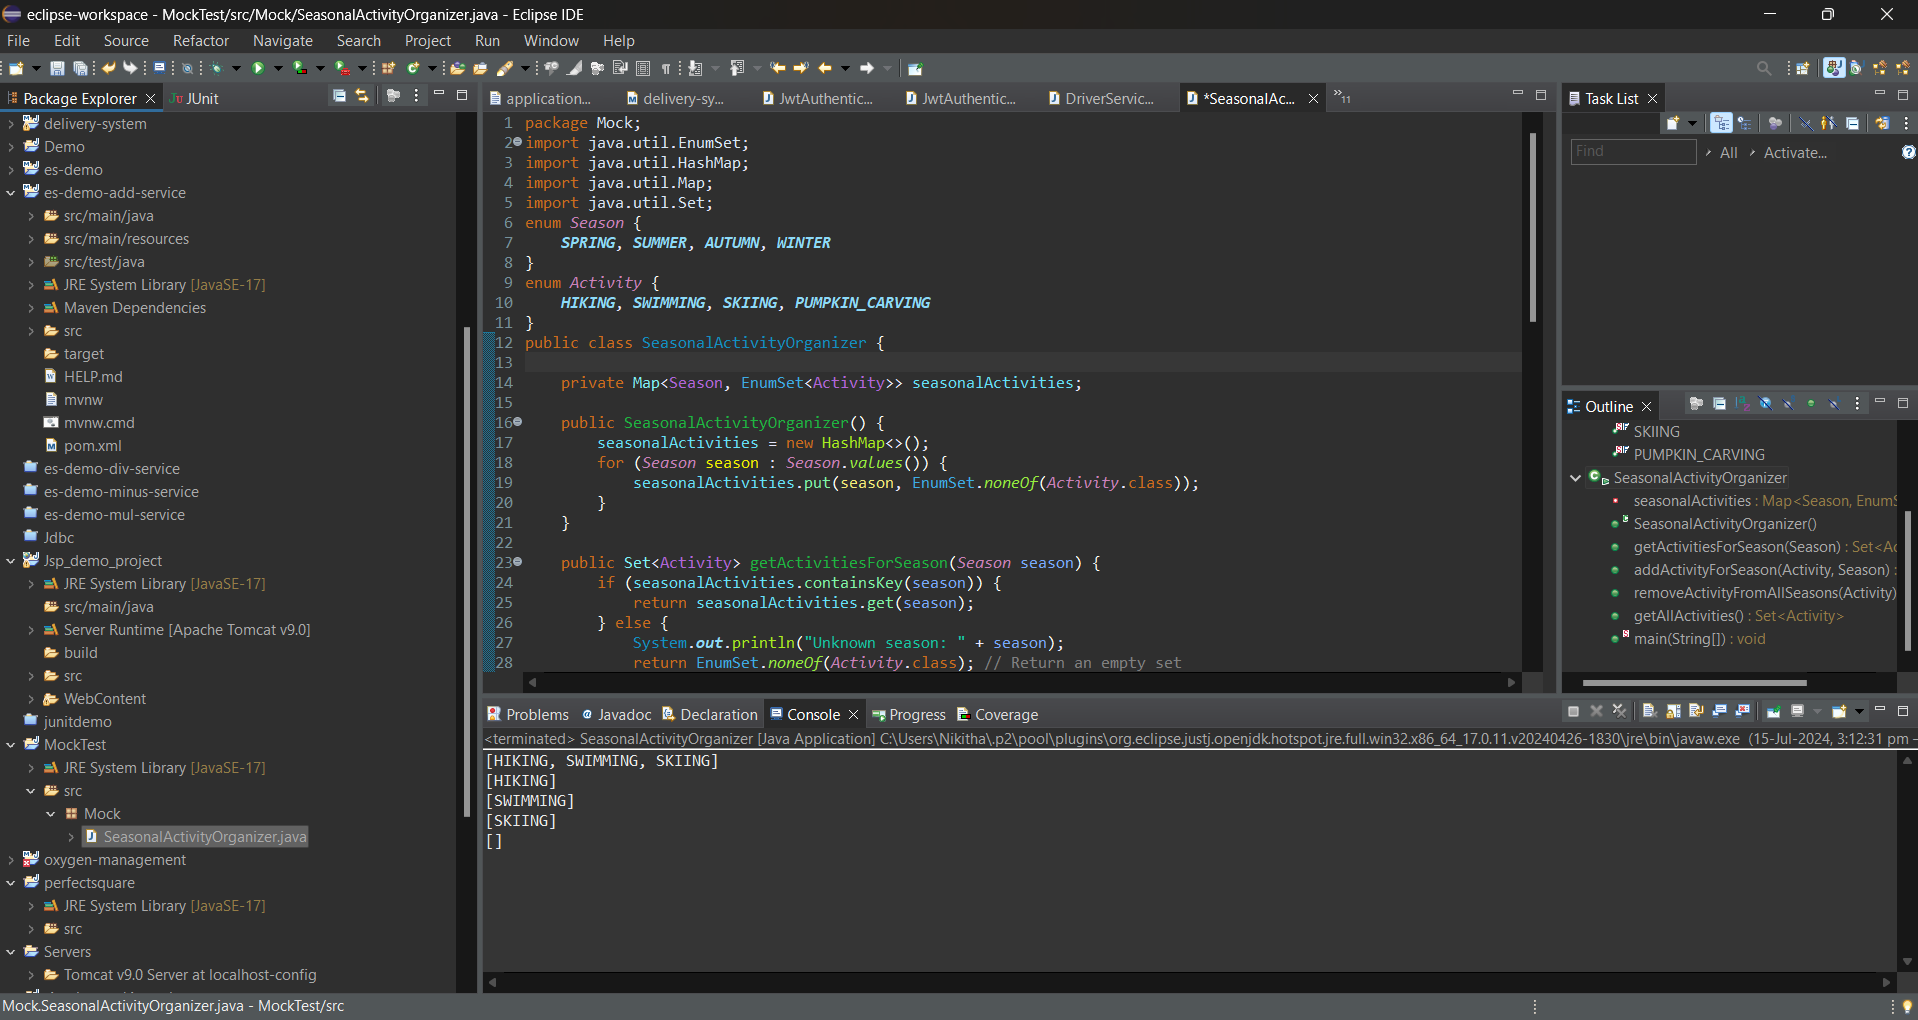 eclipse-workspace - MockTest/src/Mock/SeasonalActivityOrganizer.java - Eclipse IDE
File Edit Source Refactor Navigate Search Project Run Window Help
Package Explorer
JUnit
delivery-system
Demo
es-demo
es-demo-add-service
src/main/java
src/main/resources
src/test/java
JRE System Library [JavaSE-17]
Maven Dependencies
src
target
HELP.md
mvnw
mvnw.cmd
pom.xml
es-demo-div-service
es-demo-minus-service
es-demo-mul-service
Jdbc
Jsp_demo_project
JRE System Library [JavaSE-17]
src/main/java
Server Runtime [Apache Tomcat v9.0]
build
src
WebContent
junitdemo
MockTest
JRE System Library [JavaSE-17]
src
Mock
SeasonalActivityOrganizer.java
oxygen-management
perfectsquare
JRE System Library [JavaSE-17]
src
Servers
Tomcat v9.0 Server at localhost-config
application... delivery-sy... JwtAuthentic... JwtAuthentic... DriverServic... *SeasonalAc... »11
1 package Mock;
2 import java.util.EnumSet;
3 import java.util.HashMap;
4 import java.util.Map;
5 import java.util.Set;
6 enum Season {
7 SPRING, SUMMER, AUTUMN, WINTER
8 }
9 enum Activity {
10 HIKING, SWIMMING, SKIING, PUMPKIN_CARVING
11 }
12 public class SeasonalActivityOrganizer {
13
14 private Map<Season, EnumSet<Activity>> seasonalActivities;
15
16 public SeasonalActivityOrganizer() {
17 seasonalActivities = new HashMap<>();
18 for (Season season : Season.values()) {
19 seasonalActivities.put(season, EnumSet.noneOf(Activity.class));
20 }
21 }
22
23 public Set<Activity> getActivitiesForSeason(Season season) {
24 if (seasonalActivities.containsKey(season)) {
25 return seasonalActivities.get(season);
26 } else {
27 System.out.println("Unknown season: " + season);
28 return EnumSet.noneOf(Activity.class); // Return an empty set
Task List
Find All Activate...
Outline
SKIING
PUMPKIN_CARVING
SeasonalActivityOrganizer
seasonalActivities : Map<Season, EnumS
SeasonalActivityOrganizer()
getActivitiesForSeason(Season) : Set<Ac
addActivityForSeason(Activity, Season) :
removeActivityFromAllSeasons(Activity)
getAllActivities() : Set<Activity>
main(String[]) : void
Problems Javadoc Declaration Console Progress Coverage
<terminated> SeasonalActivityOrganizer [Java Application] C:\Users\Nikitha\.p2\pool\plugins\org.eclipse.justj.openjdk.hotspot.jre.full.win32.x86_64_17.0.11.v20240426-1830\jre\bin\javaw.exe (15-Jul-2024, 3:12:31 pm –
[HIKING, SWIMMING, SKIING]
[HIKING]
[SWIMMING]
[SKIING]
[]
Mock.SeasonalActivityOrganizer.java - MockTest/src